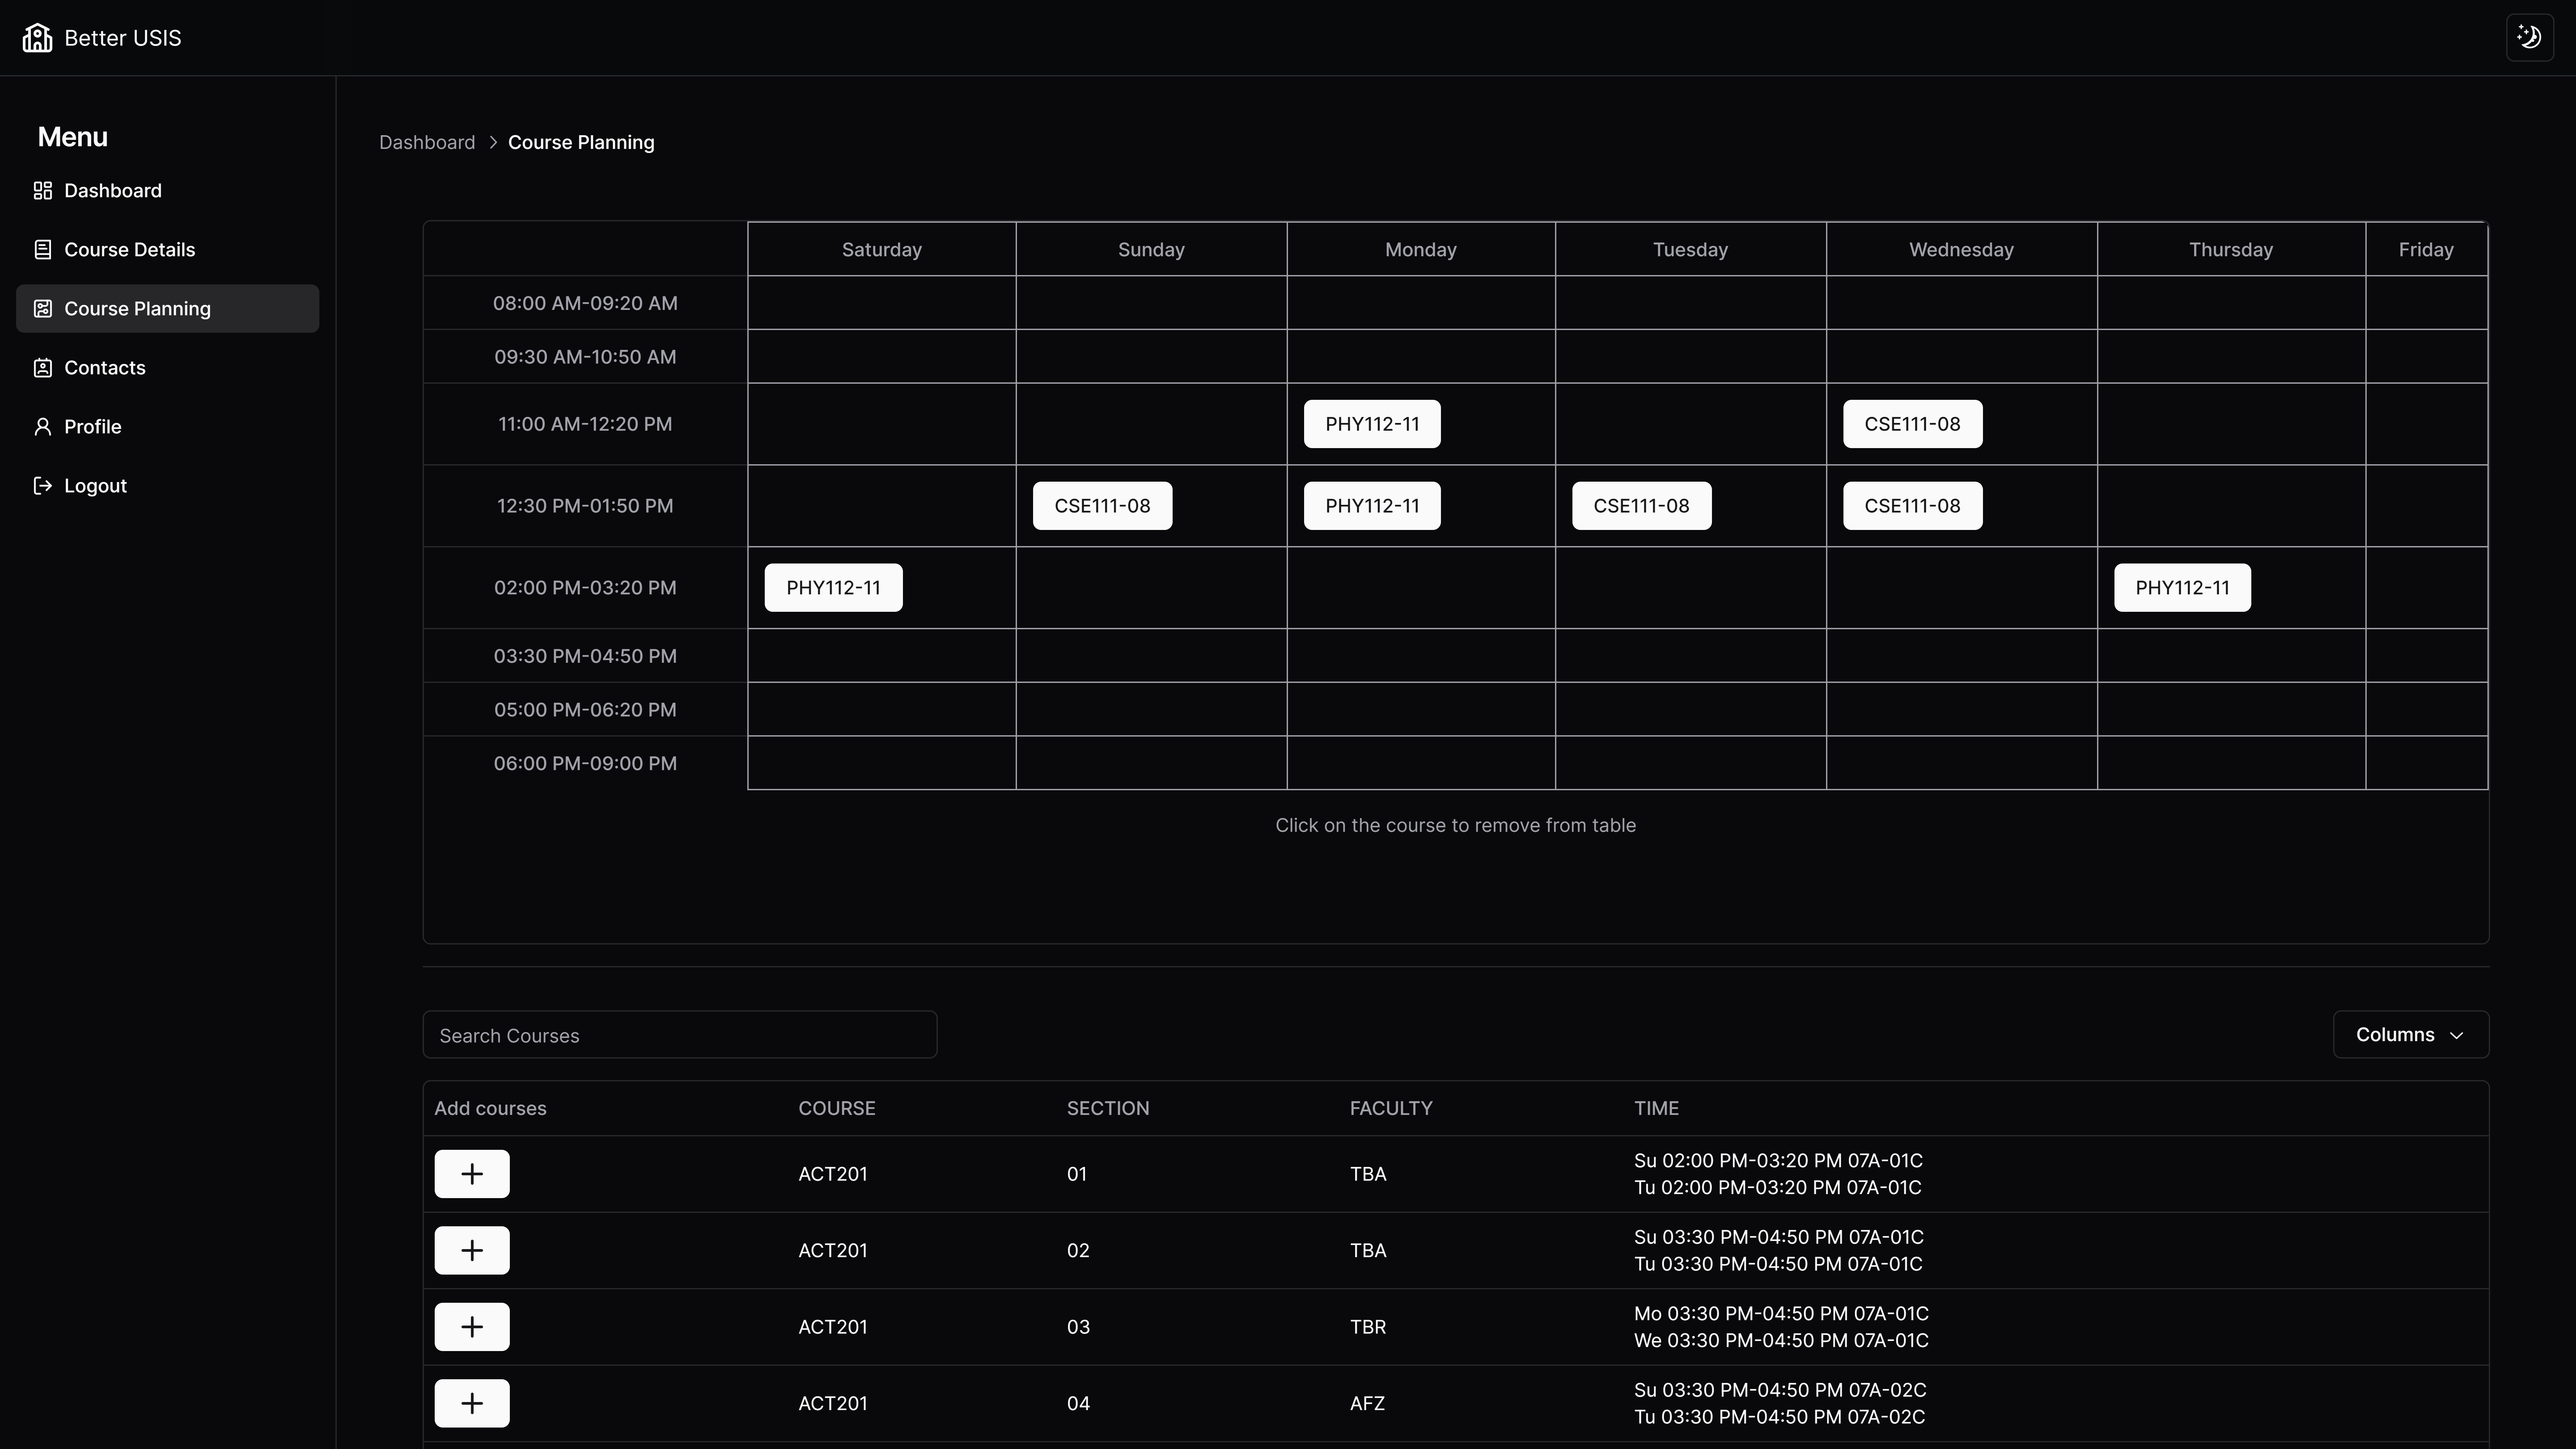 Better USIS
Menu
Dashboard
Course Details
Course Planning
Contacts
Profile
Logout
Dashboard Course Planning
Saturday Sunday Monday Tuesday Wednesday Thursday Friday
08:00 AM-09:20 AM
09:30 AM-10:50 AM
11:00 AM-12:20 PM PHY112-11 CSE111-08
12:30 PM-01:50 PM CSE111-08 PHY112-11 CSE111-08 CSE111-08
02:00 PM-03:20 PM PHY112-11 PHY112-11
03:30 PM-04:50 PM
05:00 PM-06:20 PM
06:00 PM-09:00 PM
Click on the course to remove from table
Search Courses
Columns
Add courses COURSE SECTION FACULTY TIME
ACT201 01 TBA Su 02:00 PM-03:20 PM 07A-01C
Tu 02:00 PM-03:20 PM 07A-01C
ACT201 02 TBA Su 03:30 PM-04:50 PM 07A-01C
Tu 03:30 PM-04:50 PM 07A-01C
ACT201 03 TBR Mo 03:30 PM-04:50 PM 07A-01C
We 03:30 PM-04:50 PM 07A-01C
ACT201 04 AFZ Su 03:30 PM-04:50 PM 07A-02C
Tu 03:30 PM-04:50 PM 07A-02C